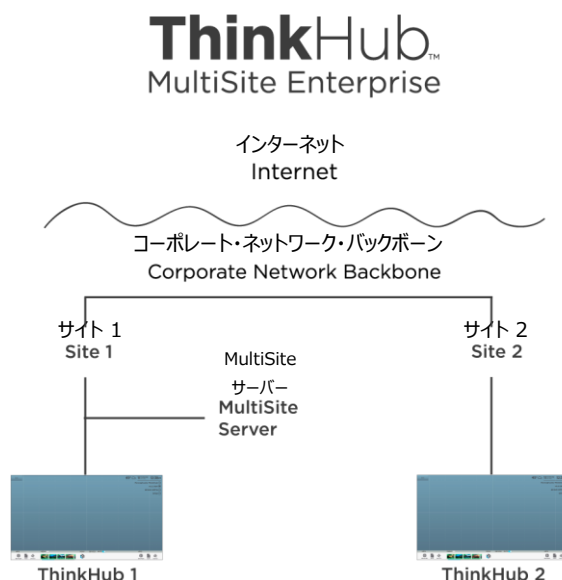 ThinkHub™
MultiSite Enterprise
インターネット
Internet
コーポレート・ネットワーク・バックボーン
Corporate Network Backbone
サイト 1
Site 1
サイト 2
Site 2
MultiSite
サーバー
MultiSite
Server
ThinkHub 1
ThinkHub 2